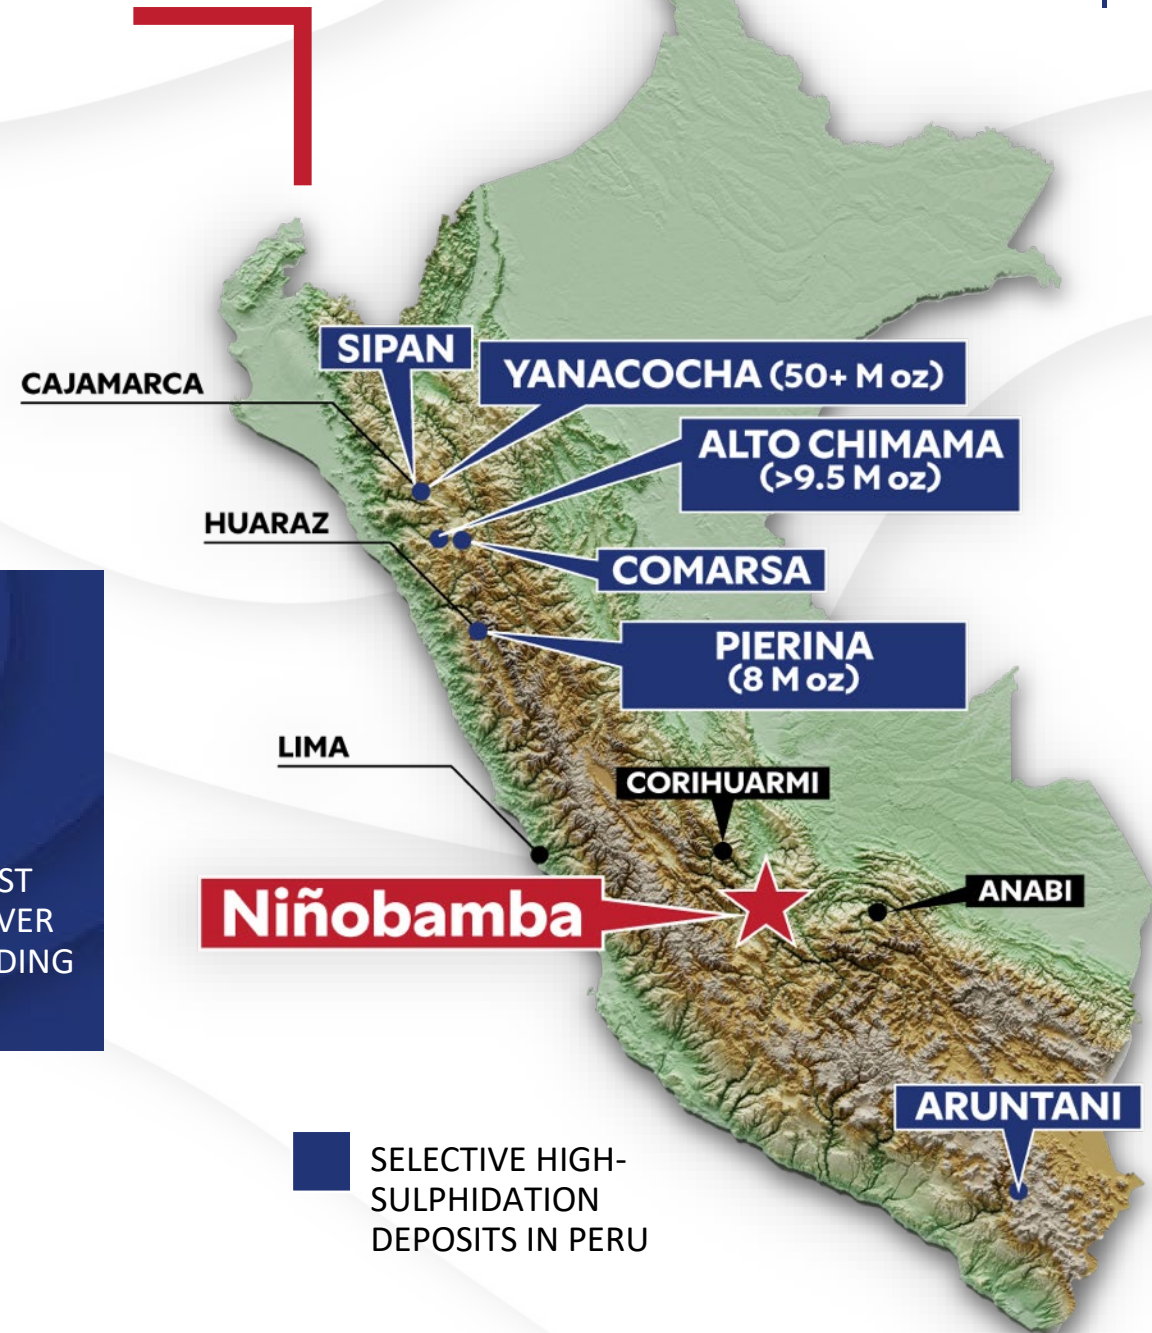 SIPAN
YANACOCHA (50+ M oz)
CAJAMARCA
ALTO CHIMAMA
(>9.5 M oz)
HUARAZ
COMARSA
PIERINA
(8 M oz)
LIMA
CORIHUARMI
ANABI
Niñobamba
ST
VER
DING
ARUNTANI
SELECTIVE HIGH-
SULPHIDATION
DEPOSITS IN PERU